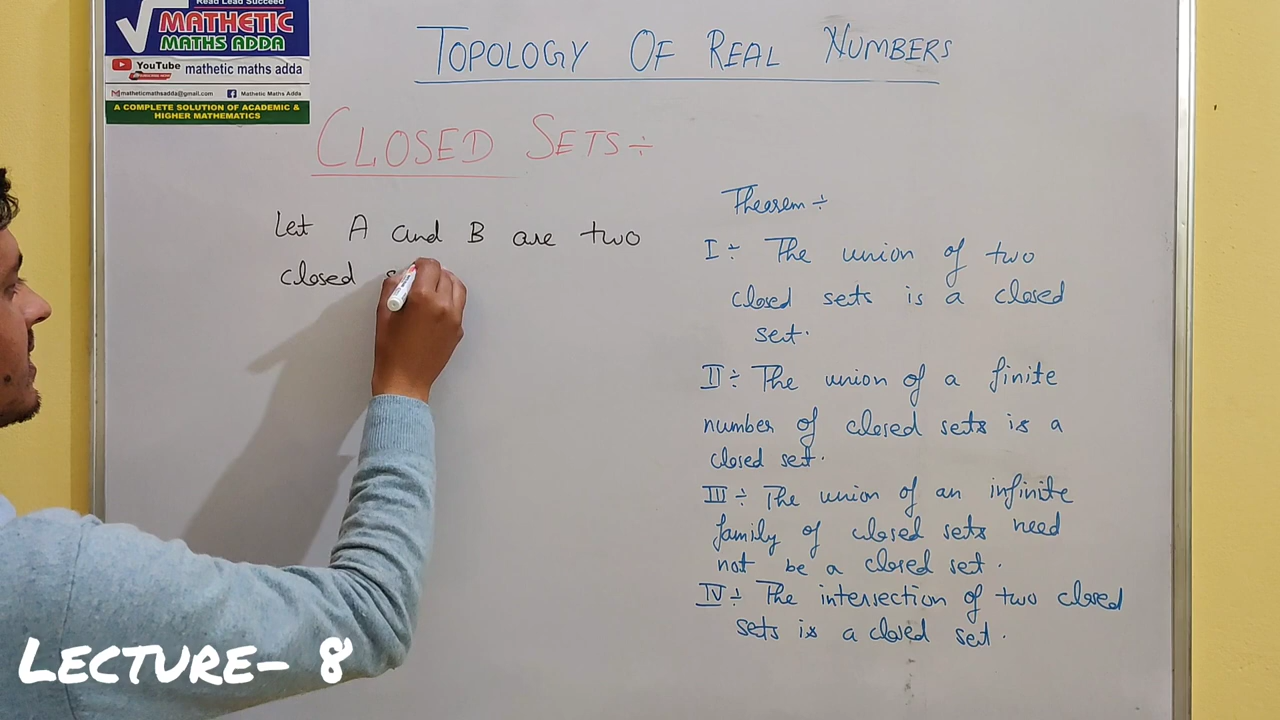 Read Lead Succeed
MATHETIC
MATHS ADDA
YouTube mathetic maths adda
matheticmathsadda@gmail.com Mathetic Maths Adda
A COMPLETE SOLUTION OF ACADEMIC &
HIGHER MATHEMATICS
TOPOLOGY OF REAL NUMBERS
CLOSED SETS÷
Let A and B are two
closed
Theorem÷
I÷ The union of two
closed sets is a closed
set.
II÷ The union of a finite
number of closed sets is a
closed set.
III÷ The union of an infinite
family of closed sets need
not be a closed set.
IV÷ The intersection of two closed
sets is a closed set.
LECTURE- 8